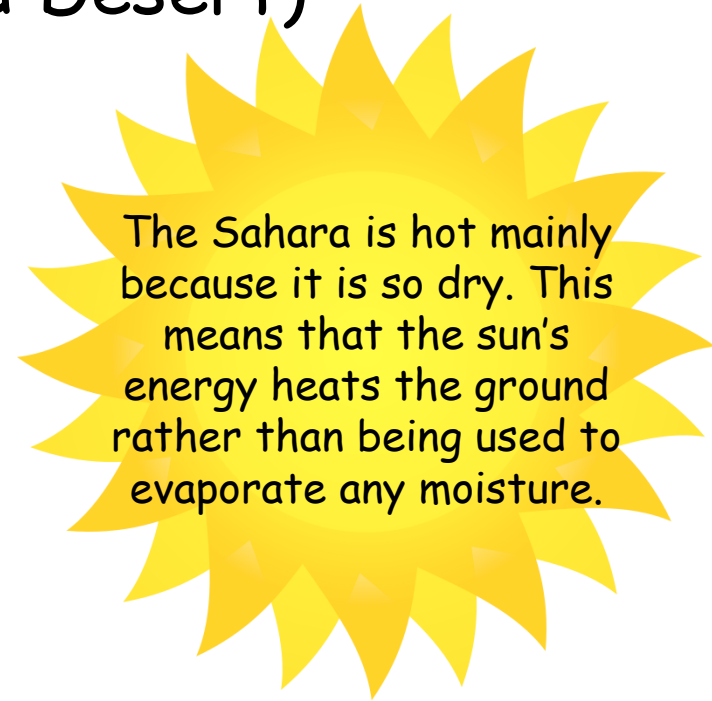 Desert)
The Sahara is hot mainly
because it is so dry. This
means that the sun's
energy heats the ground
rather than being used to
evaporate any moisture.